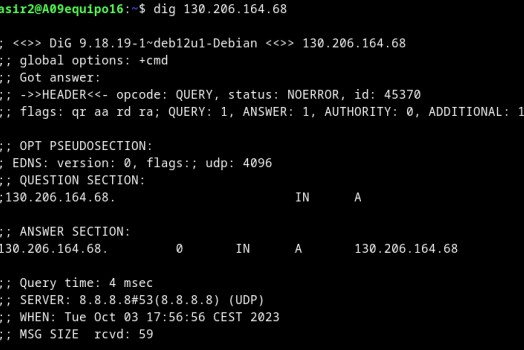 asir2@A09equipo16:~$ dig 130.206.164.68
; <<>> DiG 9.18.19-1~deb12u1-Debian <<>> 130.206.164.68
;; global options: +cmd
;; Got answer:
;; ->>HEADER<<- opcode: QUERY, status: NOERROR, id: 45370
;; flags: qr aa rd ra; QUERY: 1, ANSWER: 1, AUTHORITY: 0, ADDITIONAL: 1
;; OPT PSEUDOSECTION:
; EDNS: version: 0, flags:; udp: 4096
;; QUESTION SECTION:
;130.206.164.68. IN A
;; ANSWER SECTION:
130.206.164.68. 0 IN A 130.206.164.68
;; Query time: 4 msec
;; SERVER: 8.8.8.8#53(8.8.8.8) (UDP)
;; WHEN: Tue Oct 03 17:56:56 CEST 2023
;; MSG SIZE rcvd: 59